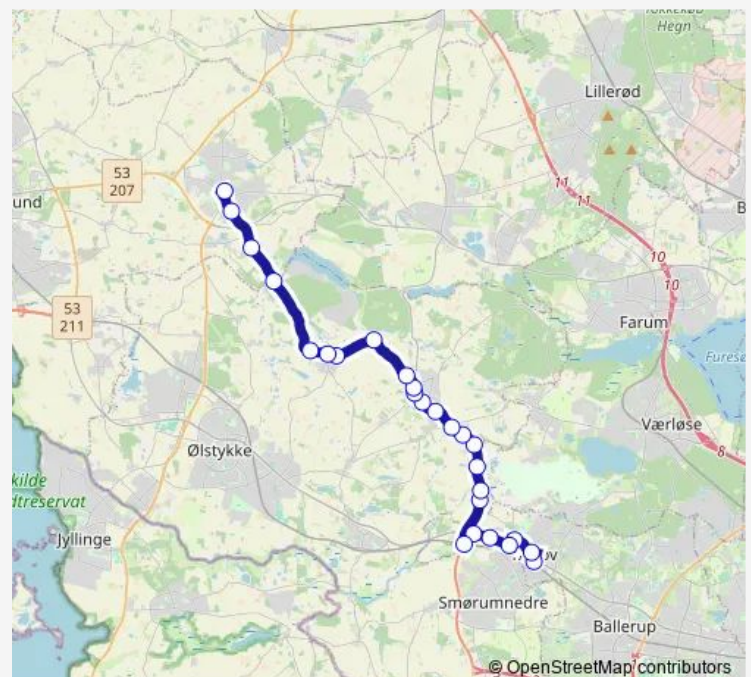 Hegn
Lillerød
53
207
und
11
11
10
10
53
211
Farum
Furesø
Værløse
Ølstykke
8
kilde
dtreservat
Jyllinge
Smørumnedre
Ballerup
© OpenStreetMap contributors